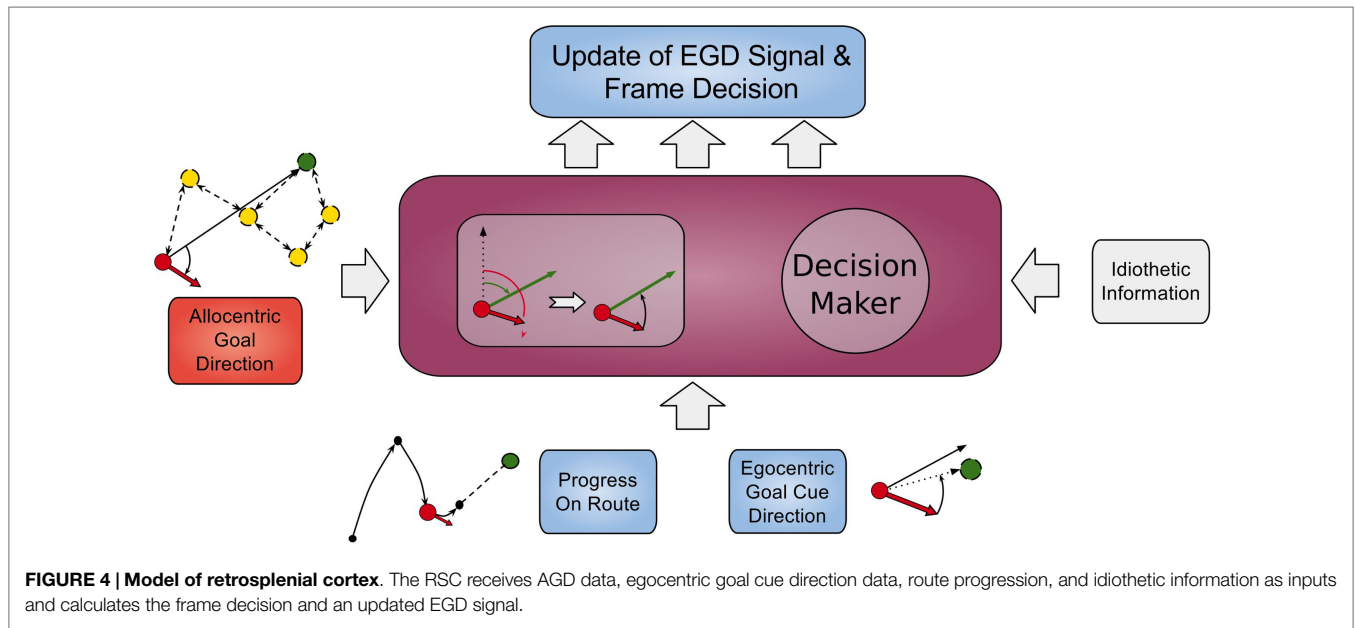 Update of EGD Signal &
Frame Decision
Allocentric
Goal
Direction
Decision
Maker
Idiothetic
Information
Progress
On Route
Egocentric
Goal Cue
Direction
FIGURE 4 | Model of retrosplenial cortex. The RSC receives AGD data, egocentric goal cue direction data, route progression, and idiothetic information as inputs
and calculates the frame decision and an updated EGD signal.